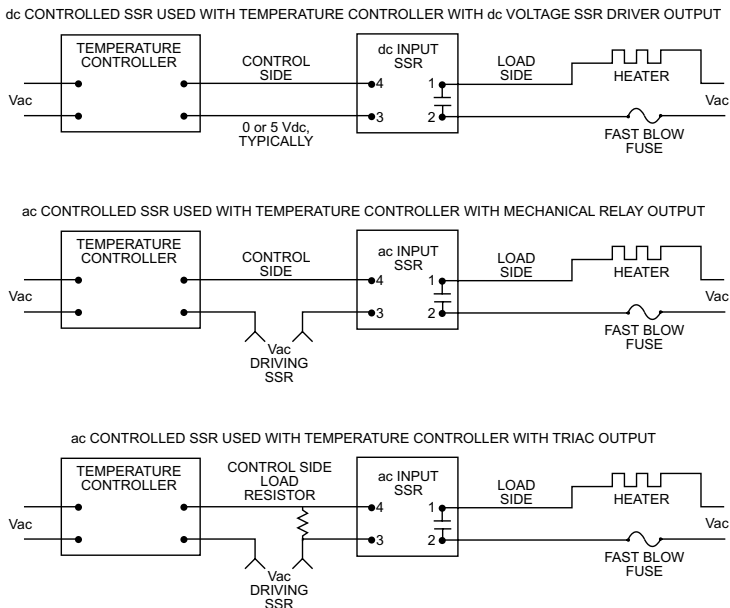 dc CONTROLLED SSR USED WITH TEMPERATURE CONTROLLER WITH dc VOLTAGE SSR DRIVER OUTPUT
TEMPERATURE
CONTROLLER
CONTROL
SIDE
dc INPUT
SSR
LOAD
SIDE
HEATER
4
1
Vac
Vac
3
2
0 or 5 Vdc,
TYPICALLY
FAST BLOW
FUSE
ac CONTROLLED SSR USED WITH TEMPERATURE CONTROLLER WITH MECHANICAL RELAY OUTPUT
TEMPERATURE
CONTROLLER
CONTROL
SIDE
ac INPUT
SSR
LOAD
SIDE
HEATER
4
1
Vac
Vac
3
2
Vac
DRIVING
SSR
FAST BLOW
FUSE
ac CONTROLLED SSR USED WITH TEMPERATURE CONTROLLER WITH TRIAC OUTPUT
TEMPERATURE
CONTROLLER
CONTROL SIDE
LOAD
RESISTOR
ac INPUT
SSR
LOAD
SIDE
HEATER
4
1
Vac
Vac
3
2
Vac
DRIVING
SSR
FAST BLOW
FUSE